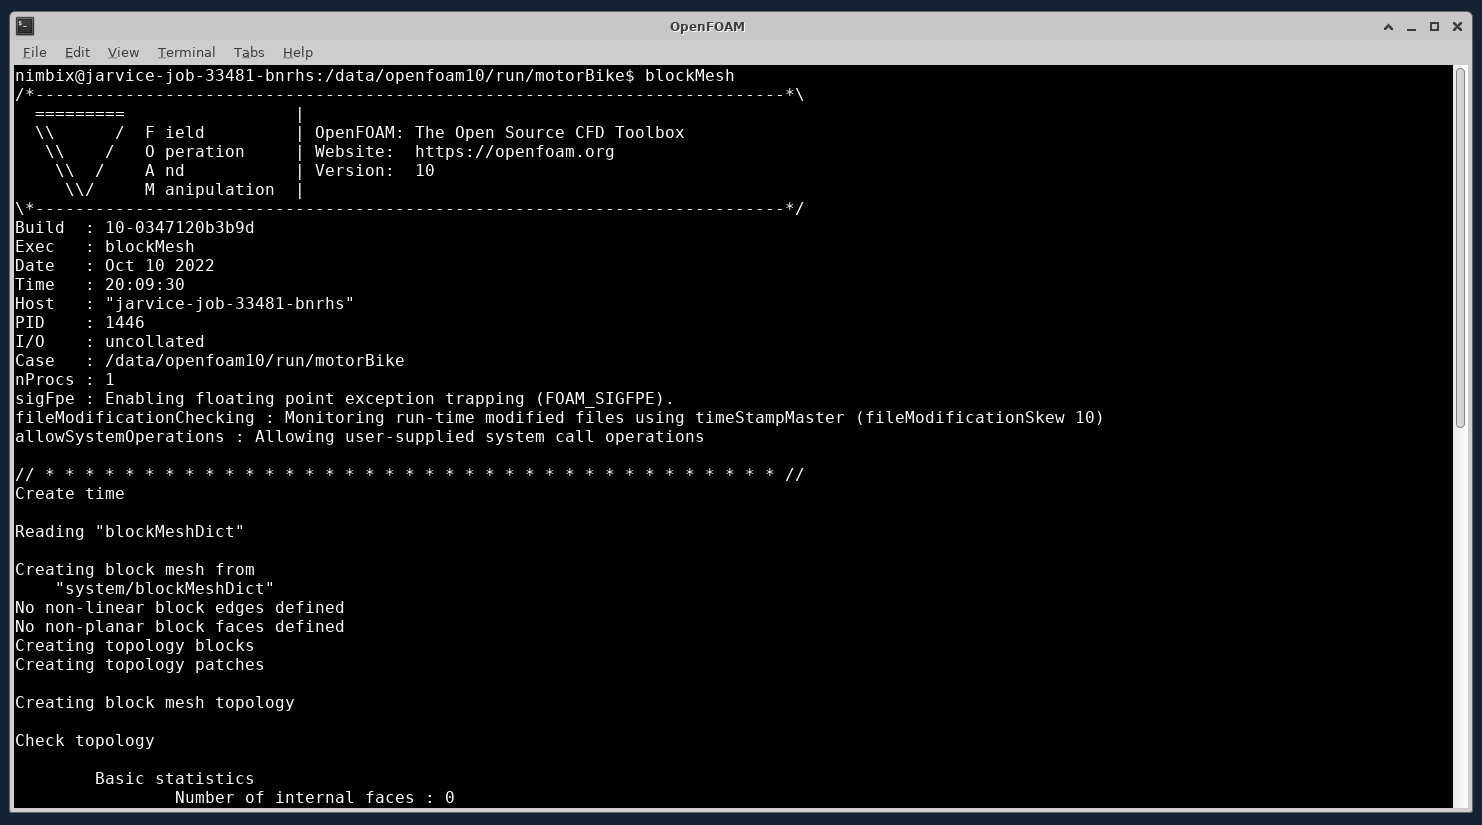 OpenFOAM
File Edit View Terminal Tabs Help
nimbix@jarvice-job-33481-bnrhs:/data/openfoam10/run/motorBike$ blockMesh
/*---------------------------------------------------------------------------*\
  =========                 |
  \\      /  F ield         | OpenFOAM: The Open Source CFD Toolbox
   \\    /   O peration     | Website:  https://openfoam.org
    \\  /    A nd           | Version:  10
     \\/     M anipulation  |
\*---------------------------------------------------------------------------*/
Build  : 10-0347120b3b9d
Exec   : blockMesh
Date   : Oct 10 2022
Time   : 20:09:30
Host   : "jarvice-job-33481-bnrhs"
PID    : 1446
I/O    : uncollated
Case   : /data/openfoam10/run/motorBike
nProcs : 1
sigFpe : Enabling floating point exception trapping (FOAM_SIGFPE).
fileModificationChecking : Monitoring run-time modified files using timeStampMaster (fileModificationSkew 10)
allowSystemOperations : Allowing user-supplied system call operations

// * * * * * * * * * * * * * * * * * * * * * * * * * * * * * * * * * * * * * //
Create time

Reading "blockMeshDict"

Creating block mesh from
    "system/blockMeshDict"
No non-linear block edges defined
No non-planar block faces defined
Creating topology blocks
Creating topology patches

Creating block mesh topology

Check topology

        Basic statistics
                Number of internal faces : 0